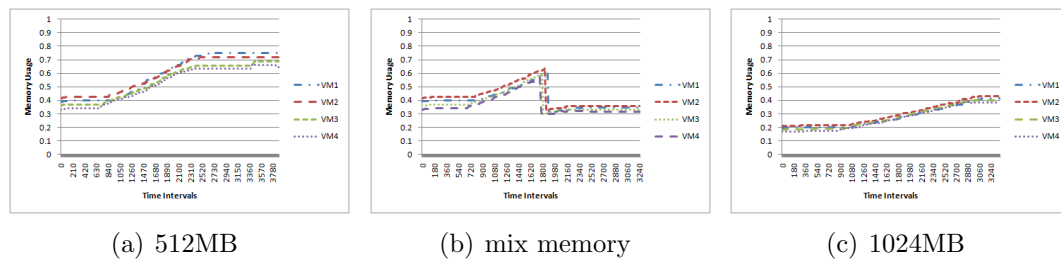 1
0.9
0.8
0.7
0.6
0.5
0.4
0.3
0.2
0.1
0
Memory Usage
0 210 420 630 840 1050 1260 1470 1680 1890 2100 2310 2520 2730 2940 3150 3360 3570 3780
Time Intervals
VM1
VM2
VM3
VM4
(a) 512MB
1
0.9
0.8
0.7
0.6
0.5
0.4
0.3
0.2
0.1
0
Memory Usage
0 180 360 540 720 900 1080 1260 1440 1620 1800 1980 2160 2340 2520 2700 2880 3060 3240
Time Intervals
VM1
VM2
VM3
VM4
(b) mix memory
1
0.9
0.8
0.7
0.6
0.5
0.4
0.3
0.2
0.1
0
Memory Usage
0 180 360 540 720 900 1080 1260 1440 1620 1800 1980 2160 2340 2520 2700 2880 3060 3240
Time Intervals
VM1
VM2
VM3
VM4
(c) 1024MB